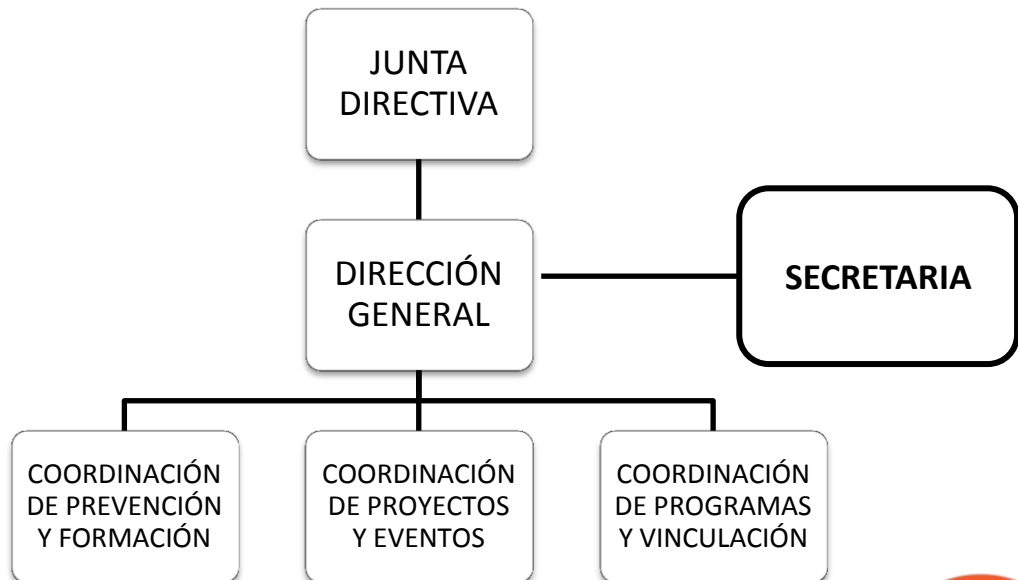 JUNTA
DIRECTIVA
DIRECCIÓN
GENERAL
SECRETARIA
COORDINACIÓN
DE PREVENCIÓN
Y FORMACIÓN
COORDINACIÓN
DE PROYECTOS
Y EVENTOS
COORDINACIÓN
DE PROGRAMAS
Y VINCULACIÓN